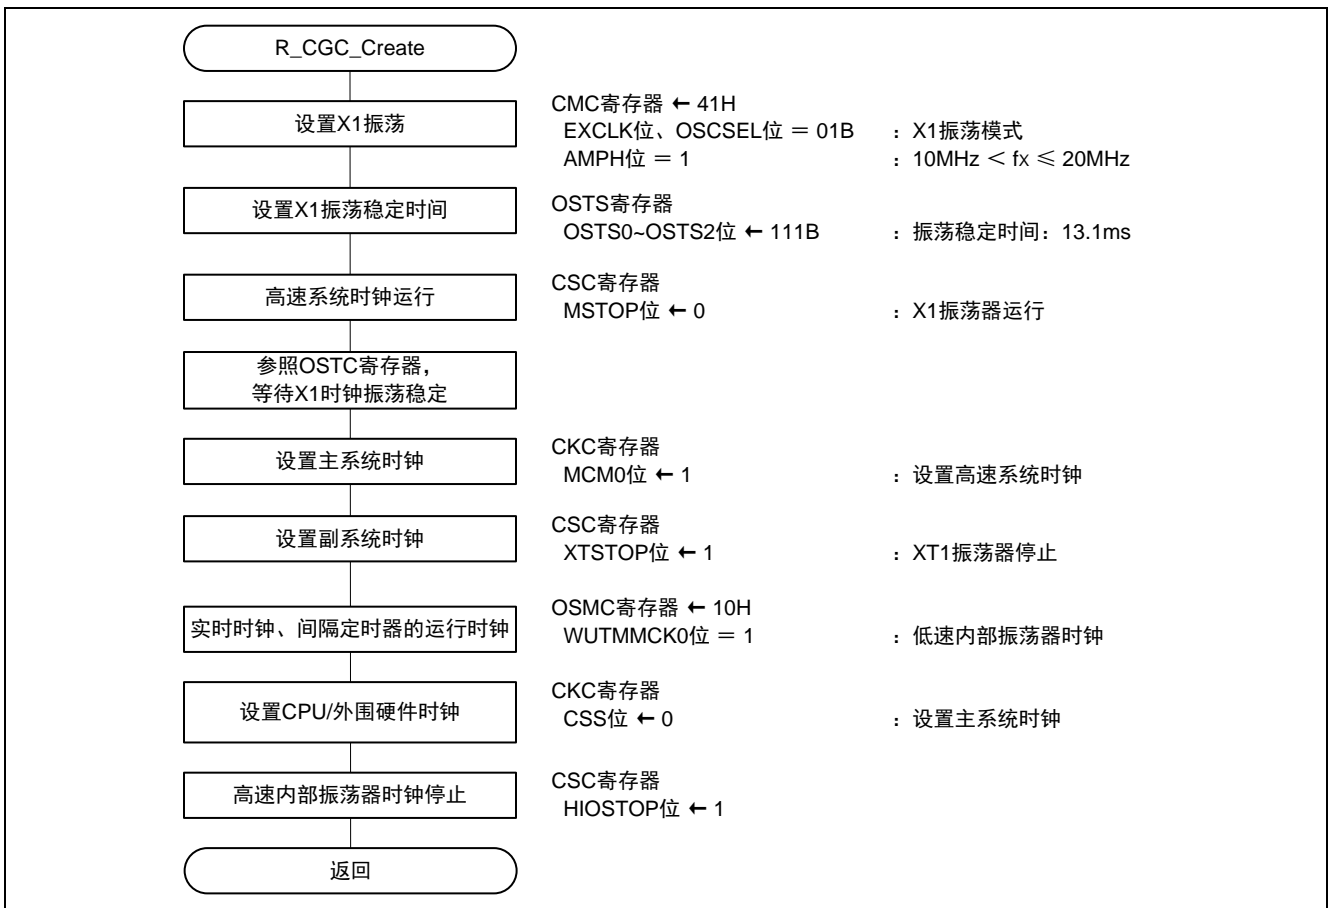 R_CGC_Create
设置X1振荡
CMC寄存器 ← 41H
EXCLK位、OSCSEL位 = 01B ：X1振荡模式
AMPH位 = 1 ：10MHz < fX ≤ 20MHz
设置X1振荡稳定时间
OSTS寄存器
OSTS0~OSTS2位 ← 111B ：振荡稳定时间：13.1ms
高速系统时钟运行
CSC寄存器
MSTOP位 ← 0 ：X1振荡器运行
参照OSTC寄存器，
等待X1时钟振荡稳定
设置主系统时钟
CKC寄存器
MCM0位 ← 1 ：设置高速系统时钟
设置副系统时钟
CSC寄存器
XTSTOP位 ← 1 ：XT1振荡器停止
实时时钟、间隔定时器的运行时钟
OSMC寄存器 ← 10H
WUTMMCK0位 = 1 ：低速内部振荡器时钟
设置CPU/外围硬件时钟
CKC寄存器
CSS位 ← 0 ：设置主系统时钟
高速内部振荡器时钟停止
CSC寄存器
HIOSTOP位 ← 1
返回